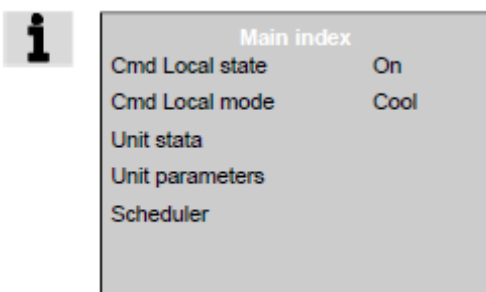 i
Main index
Cmd Local state On
Cmd Local mode Cool
Unit stata
Unit parameters
Scheduler